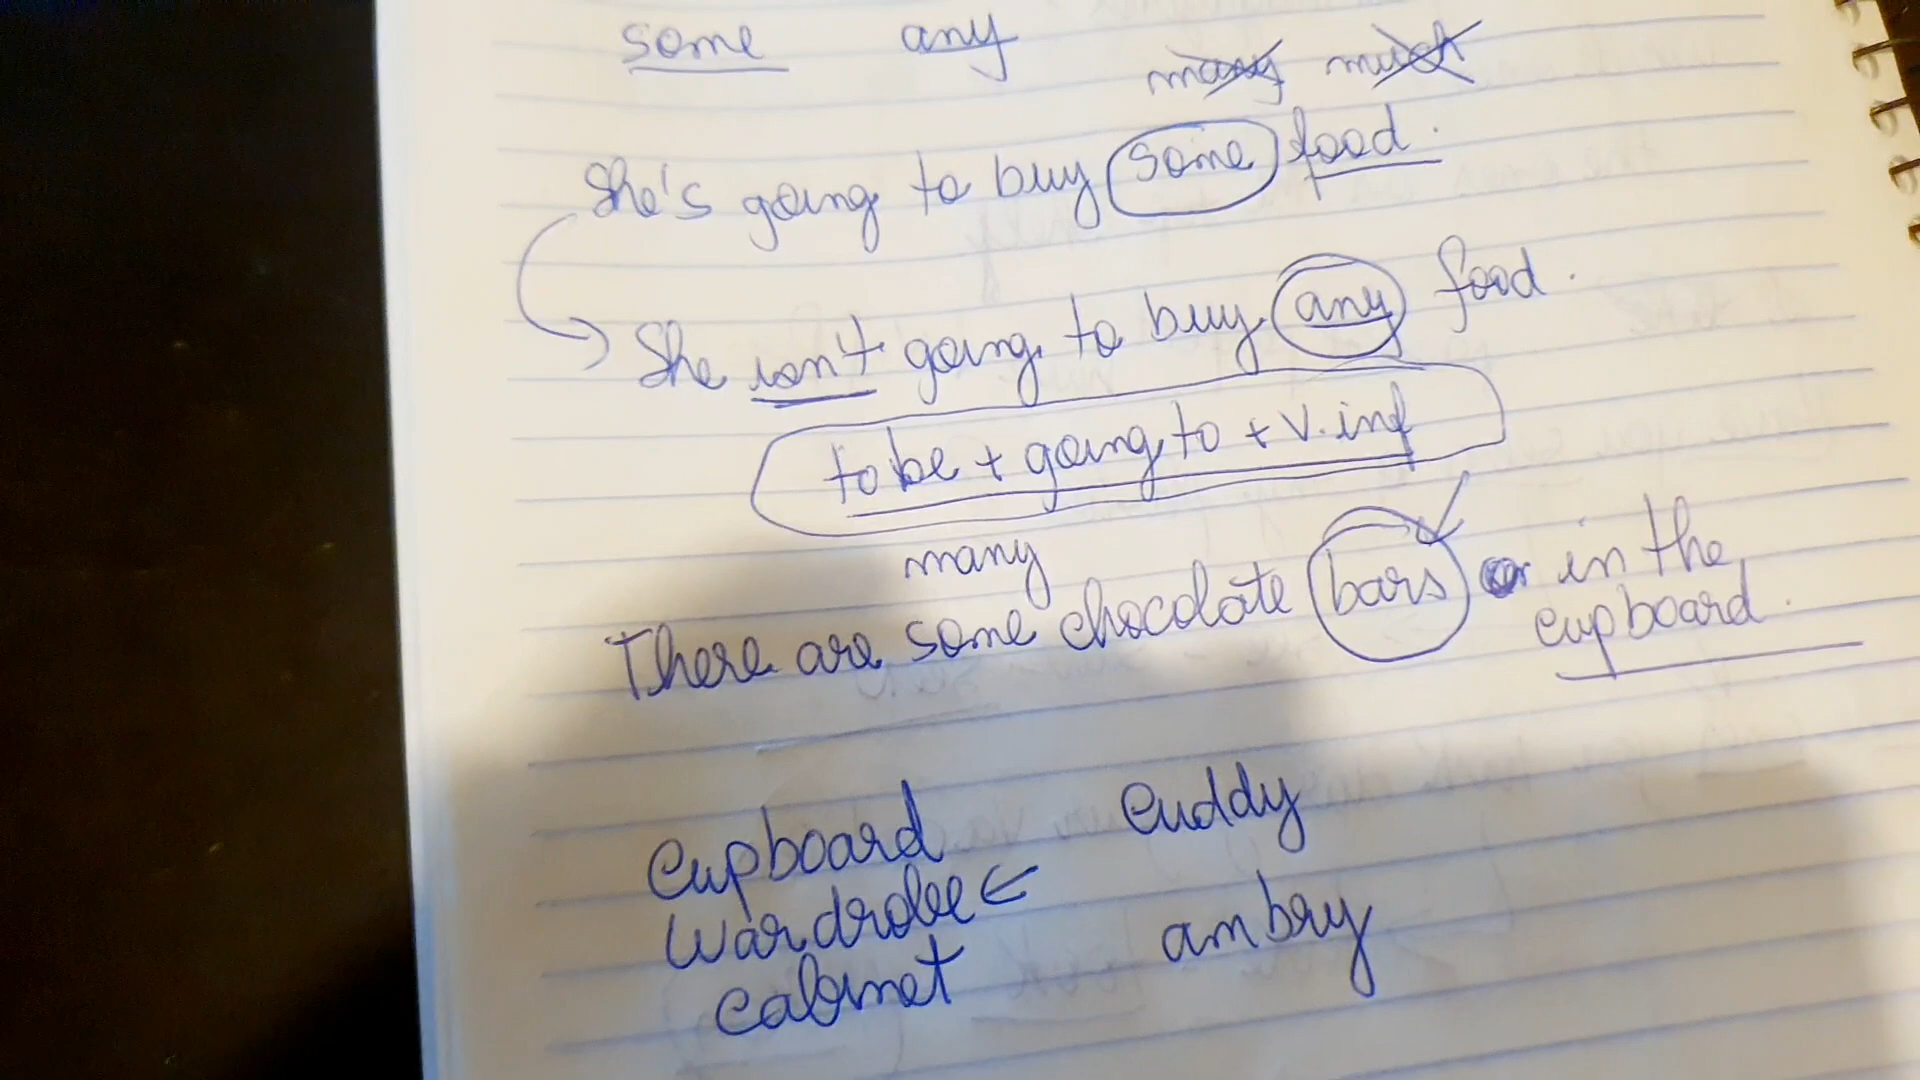 some any
many much
She's going to buy some food.
She isn't going to buy any food.
to be + going to + v. inf
many
There are some chocolate bars or in the
cupboard.
Cupboard cuddy
Wardrobe
Cabinet ambry